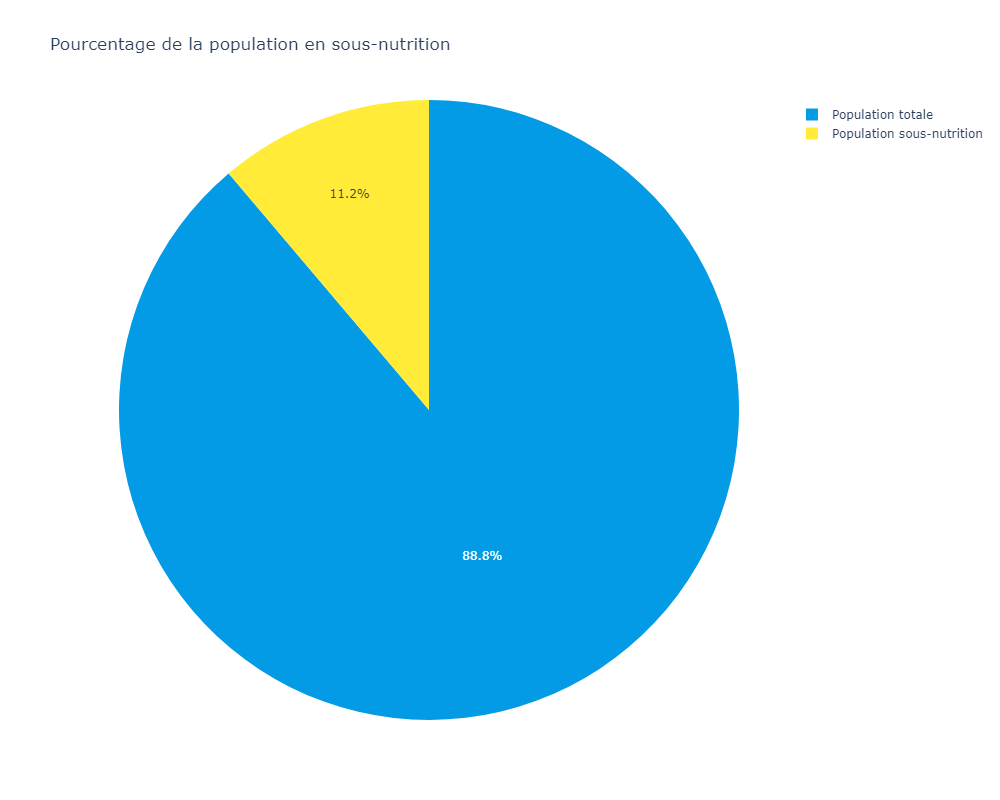 Pourcentage de la population en sous-nutrition
Population totale
Population sous-nutrition
11.2%
88.8%